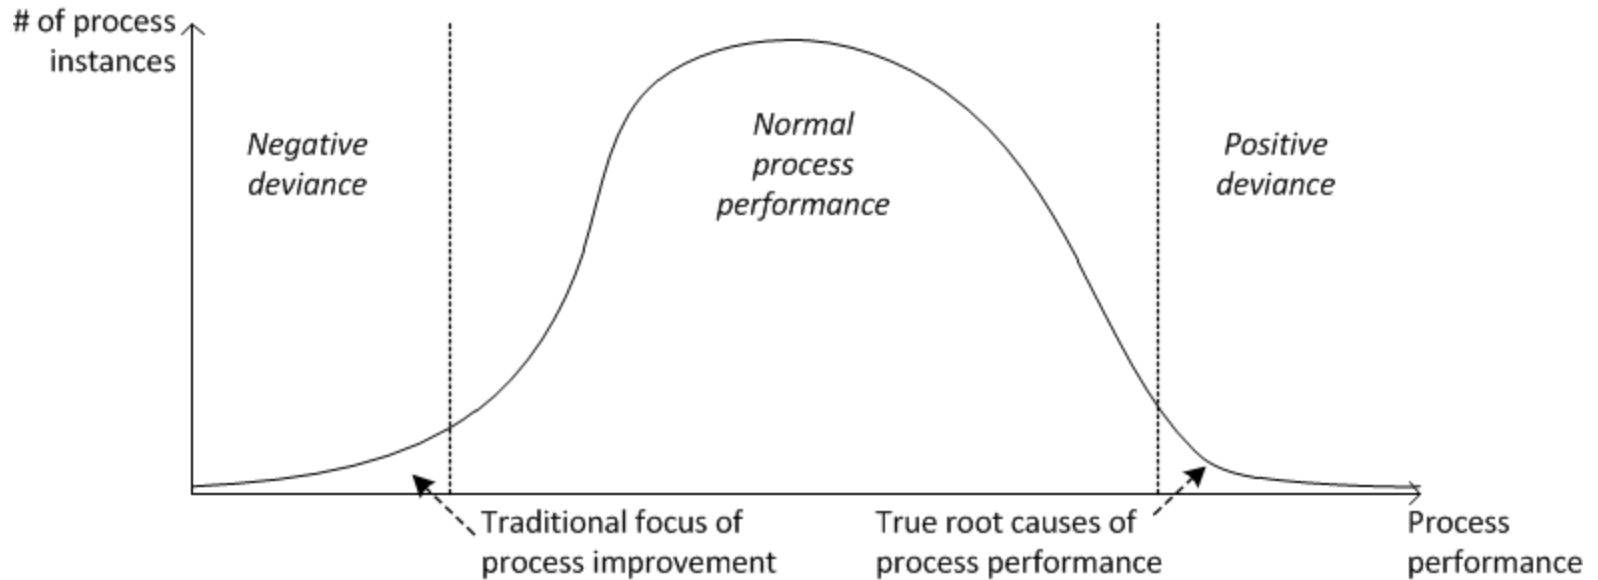 # of process
instances
Negative
deviance
Normal
process
performance
Positive
deviance
Traditional focus of
process improvement
True root causes of
process performance
Process
performance